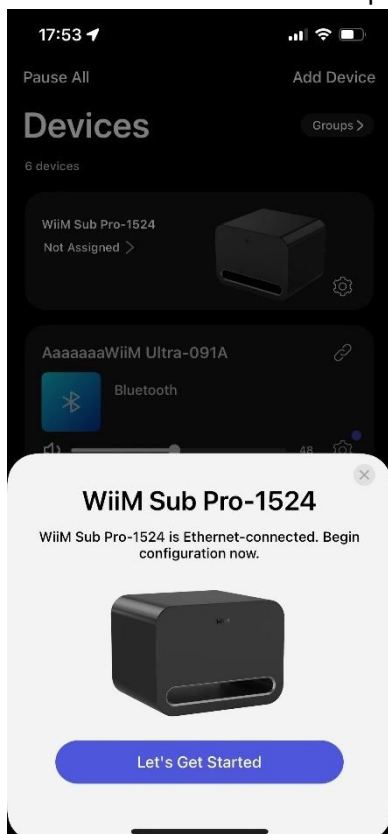 17:53
Pause All
Add Device
Devices
Groups >
6 devices
WiiM Sub Pro-1524
Not Assigned >
AaaaaaaWiiM Ultra-091A
Bluetooth
48
WiiM Sub Pro-1524
WiiM Sub Pro-1524 is Ethernet-connected. Begin
configuration now.
WiiM
Let's Get Started